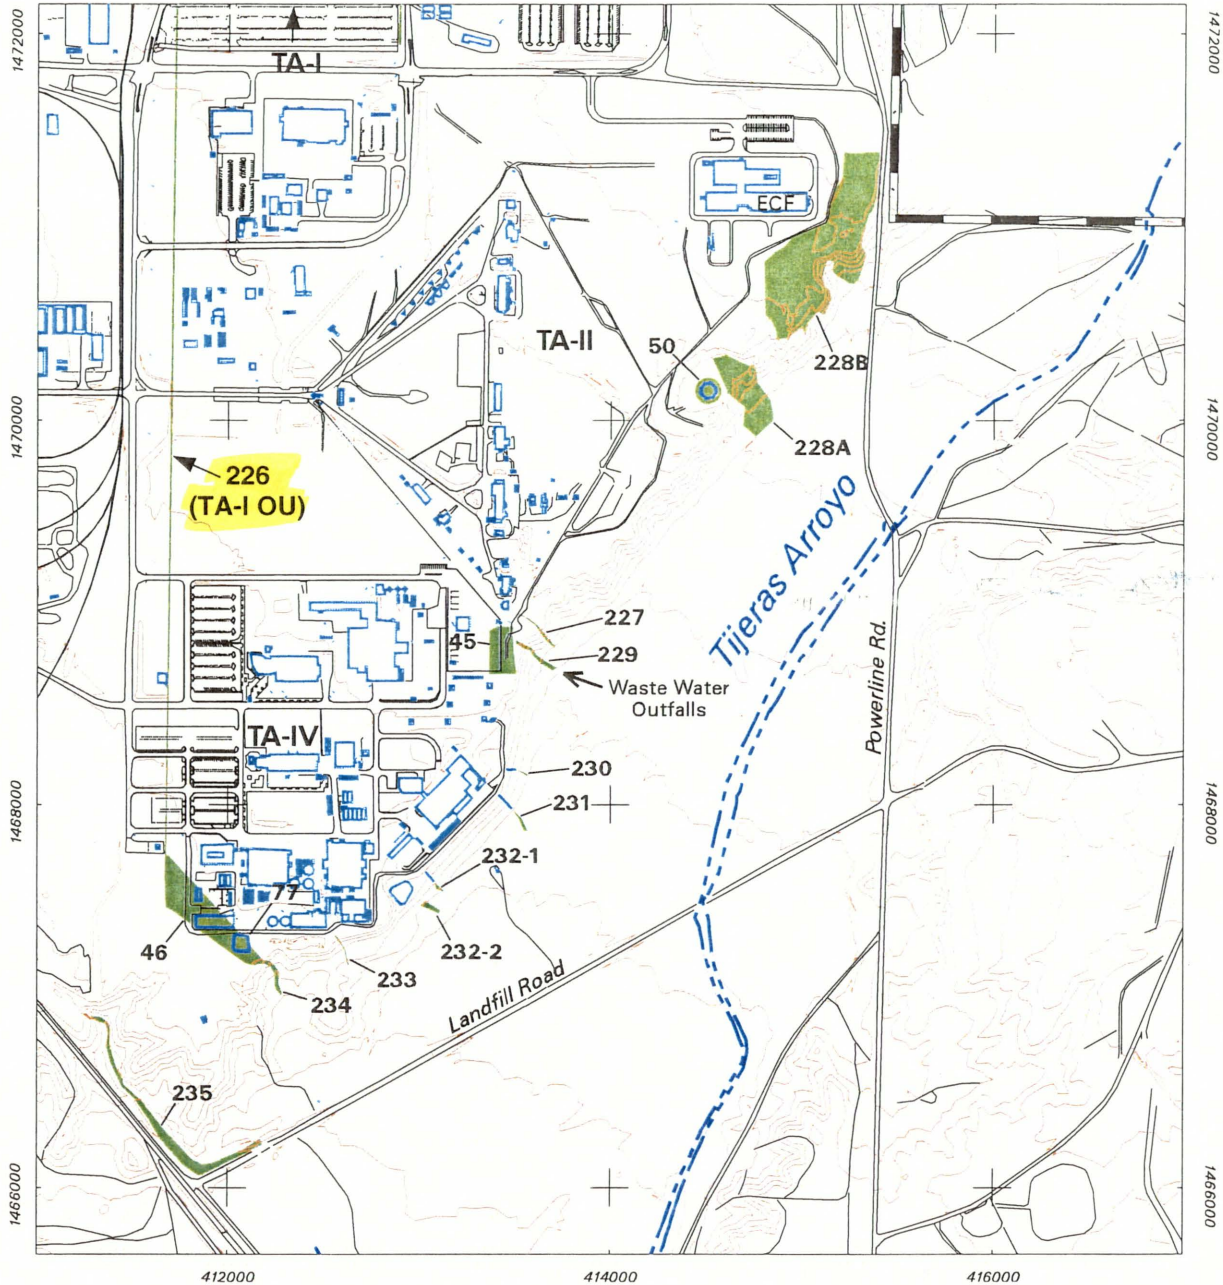 1472000
1472000
TA-I
ECF
TA-II
50
228B
228A
1470000
1470000
226
(TA-I OU)
Tijeras Arroyo
227
45
229
Waste Water
Outfalls
Powerline Rd.
TA-IV
230
231
1468000
1468000
232-1
77
46
232-2
233
234
Landfill Road
235
1466000
1466000
412000
414000
416000